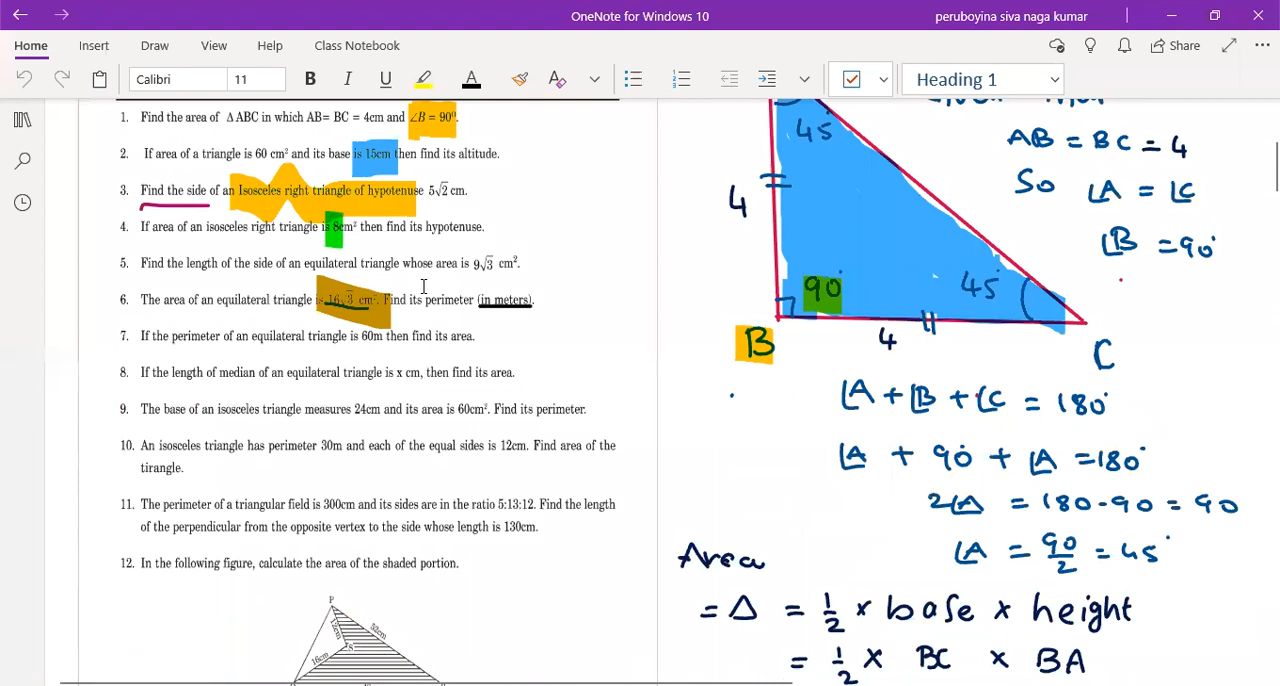 OneNote for Windows 10
peruboyina siva naga kumar
Home Insert Draw View Help Class Notebook
Share
Calibri 11 B I U A A Heading 1
1. Find the area of Δ ABC in which AB= BC = 4cm and ∠B = 90⁰.
2. If area of a triangle is 60 cm² and its base is 15cm then find its altitude.
3. Find the side of an Isosceles right triangle of hypotenuse 5√2 cm.
4. If area of an isosceles right triangle is 8cm² then find its hypotenuse.
5. Find the length of the side of an equilateral triangle whose area is 9√3 cm².
6. The area of an equilateral triangle is 16√3 cm². Find its perimeter (in meters).
7. If the perimeter of an equilateral triangle is 60m then find its area.
8. If the length of median of an equilateral triangle is x cm, then find its area.
9. The base of an isosceles triangle measures 24cm and its area is 60cm². Find its perimeter.
10. An isosceles triangle has perimeter 30m and each of the equal sides is 12cm. Find area of the
tirangle.
11. The perimeter of a triangular field is 300cm and its sides are in the ratio 5:13:12. Find the length
of the perpendicular from the opposite vertex to the side whose length is 130cm.
12. In the following figure, calculate the area of the shaded portion.
P
12cm
52cm
16cm
S
45
4
90° 45°
B 4 C
AB = BC = 4
So ∠A = ∠C
∠B = 90°
∠A + ∠B + ∠C = 180°
∠A + 90° + ∠A = 180°
2∠A = 180 - 90 = 90
∠A = 90/2 = 45°
Area
= Δ = 1/2 × base × height
= 1/2 × BC × BA